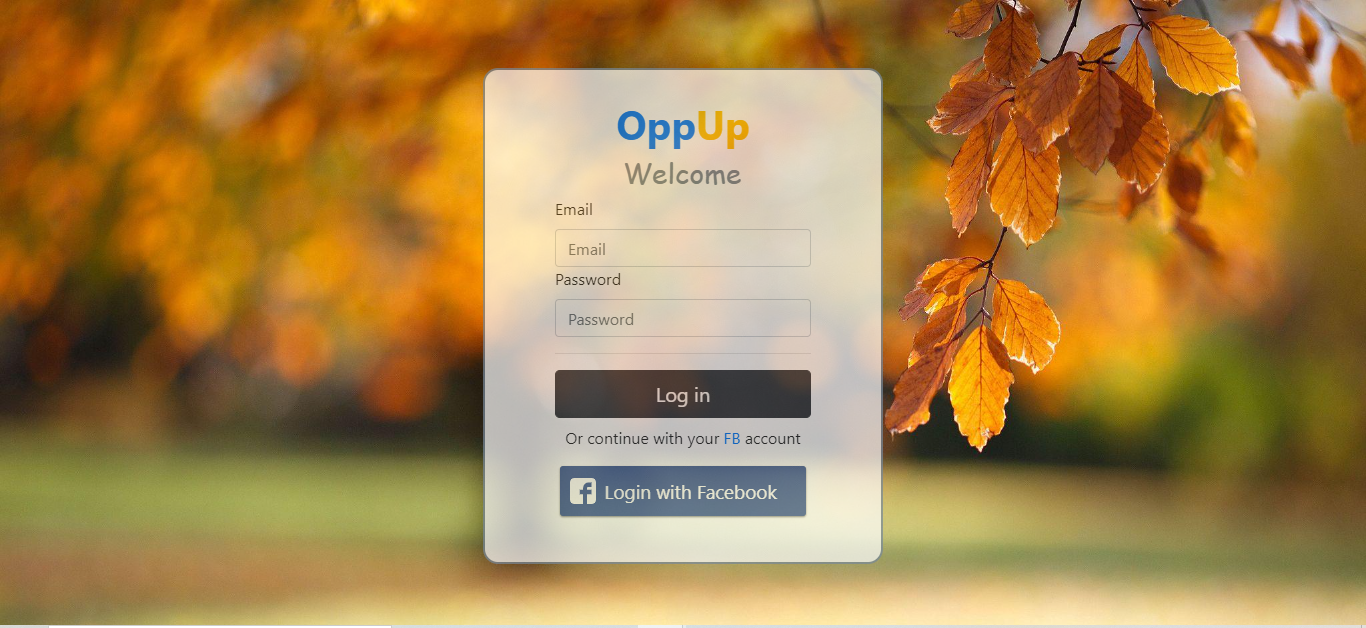 OppUp
Welcome
Email
Email
Password
Password
Log in
Or continue with your FB account
Login with Facebook